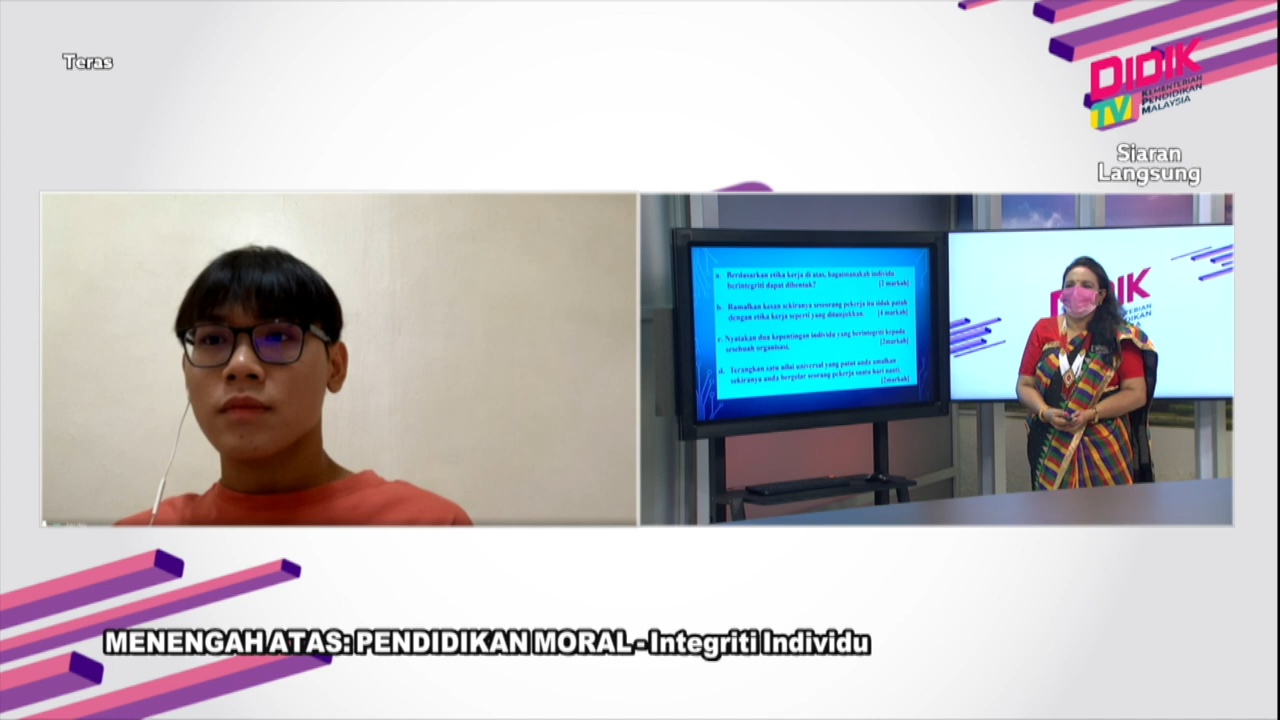 Teras
DIDIK
TV
KEMENTERIAN
PENDIDIKAN
MALAYSIA
Siaran
Langsung
a. Berdasarkan etika kerja di atas, bagaimanakah individu
berintegriti dapat dibentuk? [2 markah]
b. Ramalkan kesan sekiranya seseorang pekerja itu tidak patuh
dengan etika kerja seperti yang ditunjukkan. [4 markah]
c. Nyatakan dua kepentingan individu yang berintegriti kepada
sesebuah organisasi. [2markah]
d. Terangkan satu nilai universal yang patut anda amalkan
sekiranya anda bergelar seorang pekerja suatu hari nanti.
[2markah]
DIK
MENENGAH ATAS: PENDIDIKAN MORAL - Integriti Individu